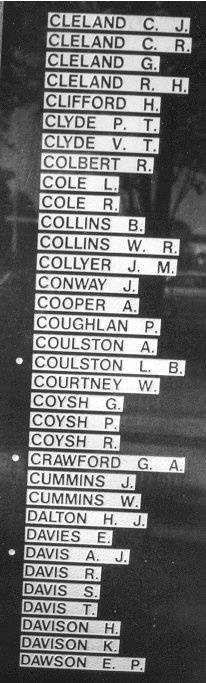 CLELAND C. J.
CLELAND C. R.
CLELAND G.
CLELAND R. H.
CLIFFORD H.
CLYDE P. T.
CLYDE V. T.
COLBERT R.
COLE L.
COLE R.
COLLINS B.
COLLINS W. R.
COLLYER J. M.
CONWAY J.
COOPER A.
COUGHLAN P.
COULSTON A.
COULSTON L. B.
COURTNEY W.
COYSH G.
COYSH P.
COYSH R.
CRAWFORD G. A.
CUMMINS J.
CUMMINS W.
DALTON H. J.
DAVIES E.
DAVIS A. J.
DAVIS R.
DAVIS S.
DAVIS T.
DAVISON H.
DAVISON K.
DAWSON E. P.